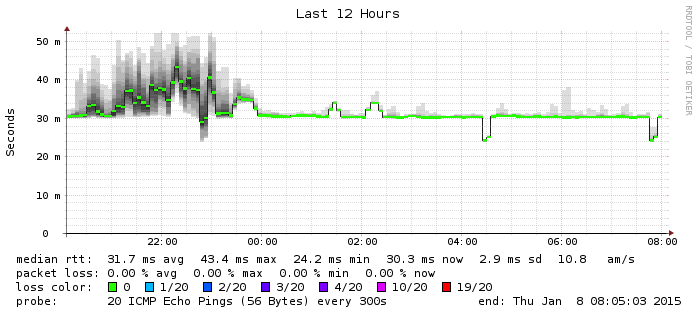 Last 12 Hours
RRDTOOL / TOBI OETIKER
Seconds
50 m
40 m
30 m
20 m
10 m
0
22:00 00:00 02:00 04:00 06:00 08:00
median rtt: 31.7 ms avg 43.4 ms max 24.2 ms min 30.3 ms now 2.9 ms sd 10.8 am/s
packet loss: 0.00 % avg 0.00 % max 0.00 % min 0.00 % now
loss color: 0 1/20 2/20 3/20 4/20 10/20 19/20
probe: 20 ICMP Echo Pings (56 Bytes) every 300s end: Thu Jan 8 08:05:03 2015